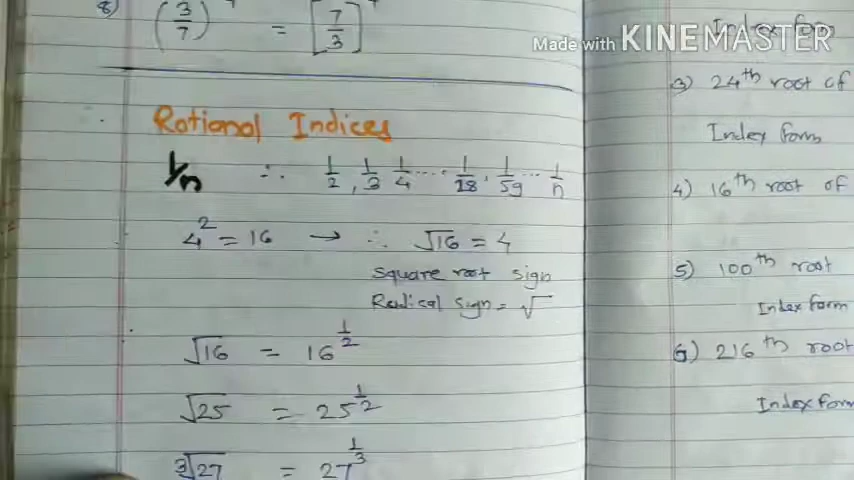 8) (3/7) = [7/3]
Made with KINEMASTER
Rational Indices
1/n ∴ 1/2, 1/3 1/4 .... 1/18, 1/59 ... 1/n
4² = 16 → ∴ √16 = 4
square root sign
Radical sign = √
√16 = 16^1/2
√25 = 25^1/2
³√27 = 27^1/3
Index form
3) 24th root of
Index form
4) 16th root of
5) 100th root
Index form
6) 216th root
Index form